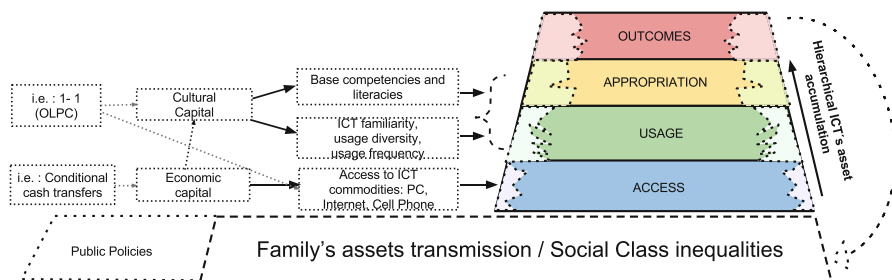 OUTCOMES
APPROPRIATION
USAGE
ACCESS
Hierarchical ICT´s asset
accumulation
Base competencies and
literacies
ICT familiarity,
usage diversity,
usage frequency
Access to ICT
commodities: PC,
Internet, Cell Phone
Cultural
Capital
Economic
capital
i.e. : 1- 1
(OLPC)
i.e. : Conditional
cash transfers
Public Policies
Family’s assets transmission / Social Class inequalities